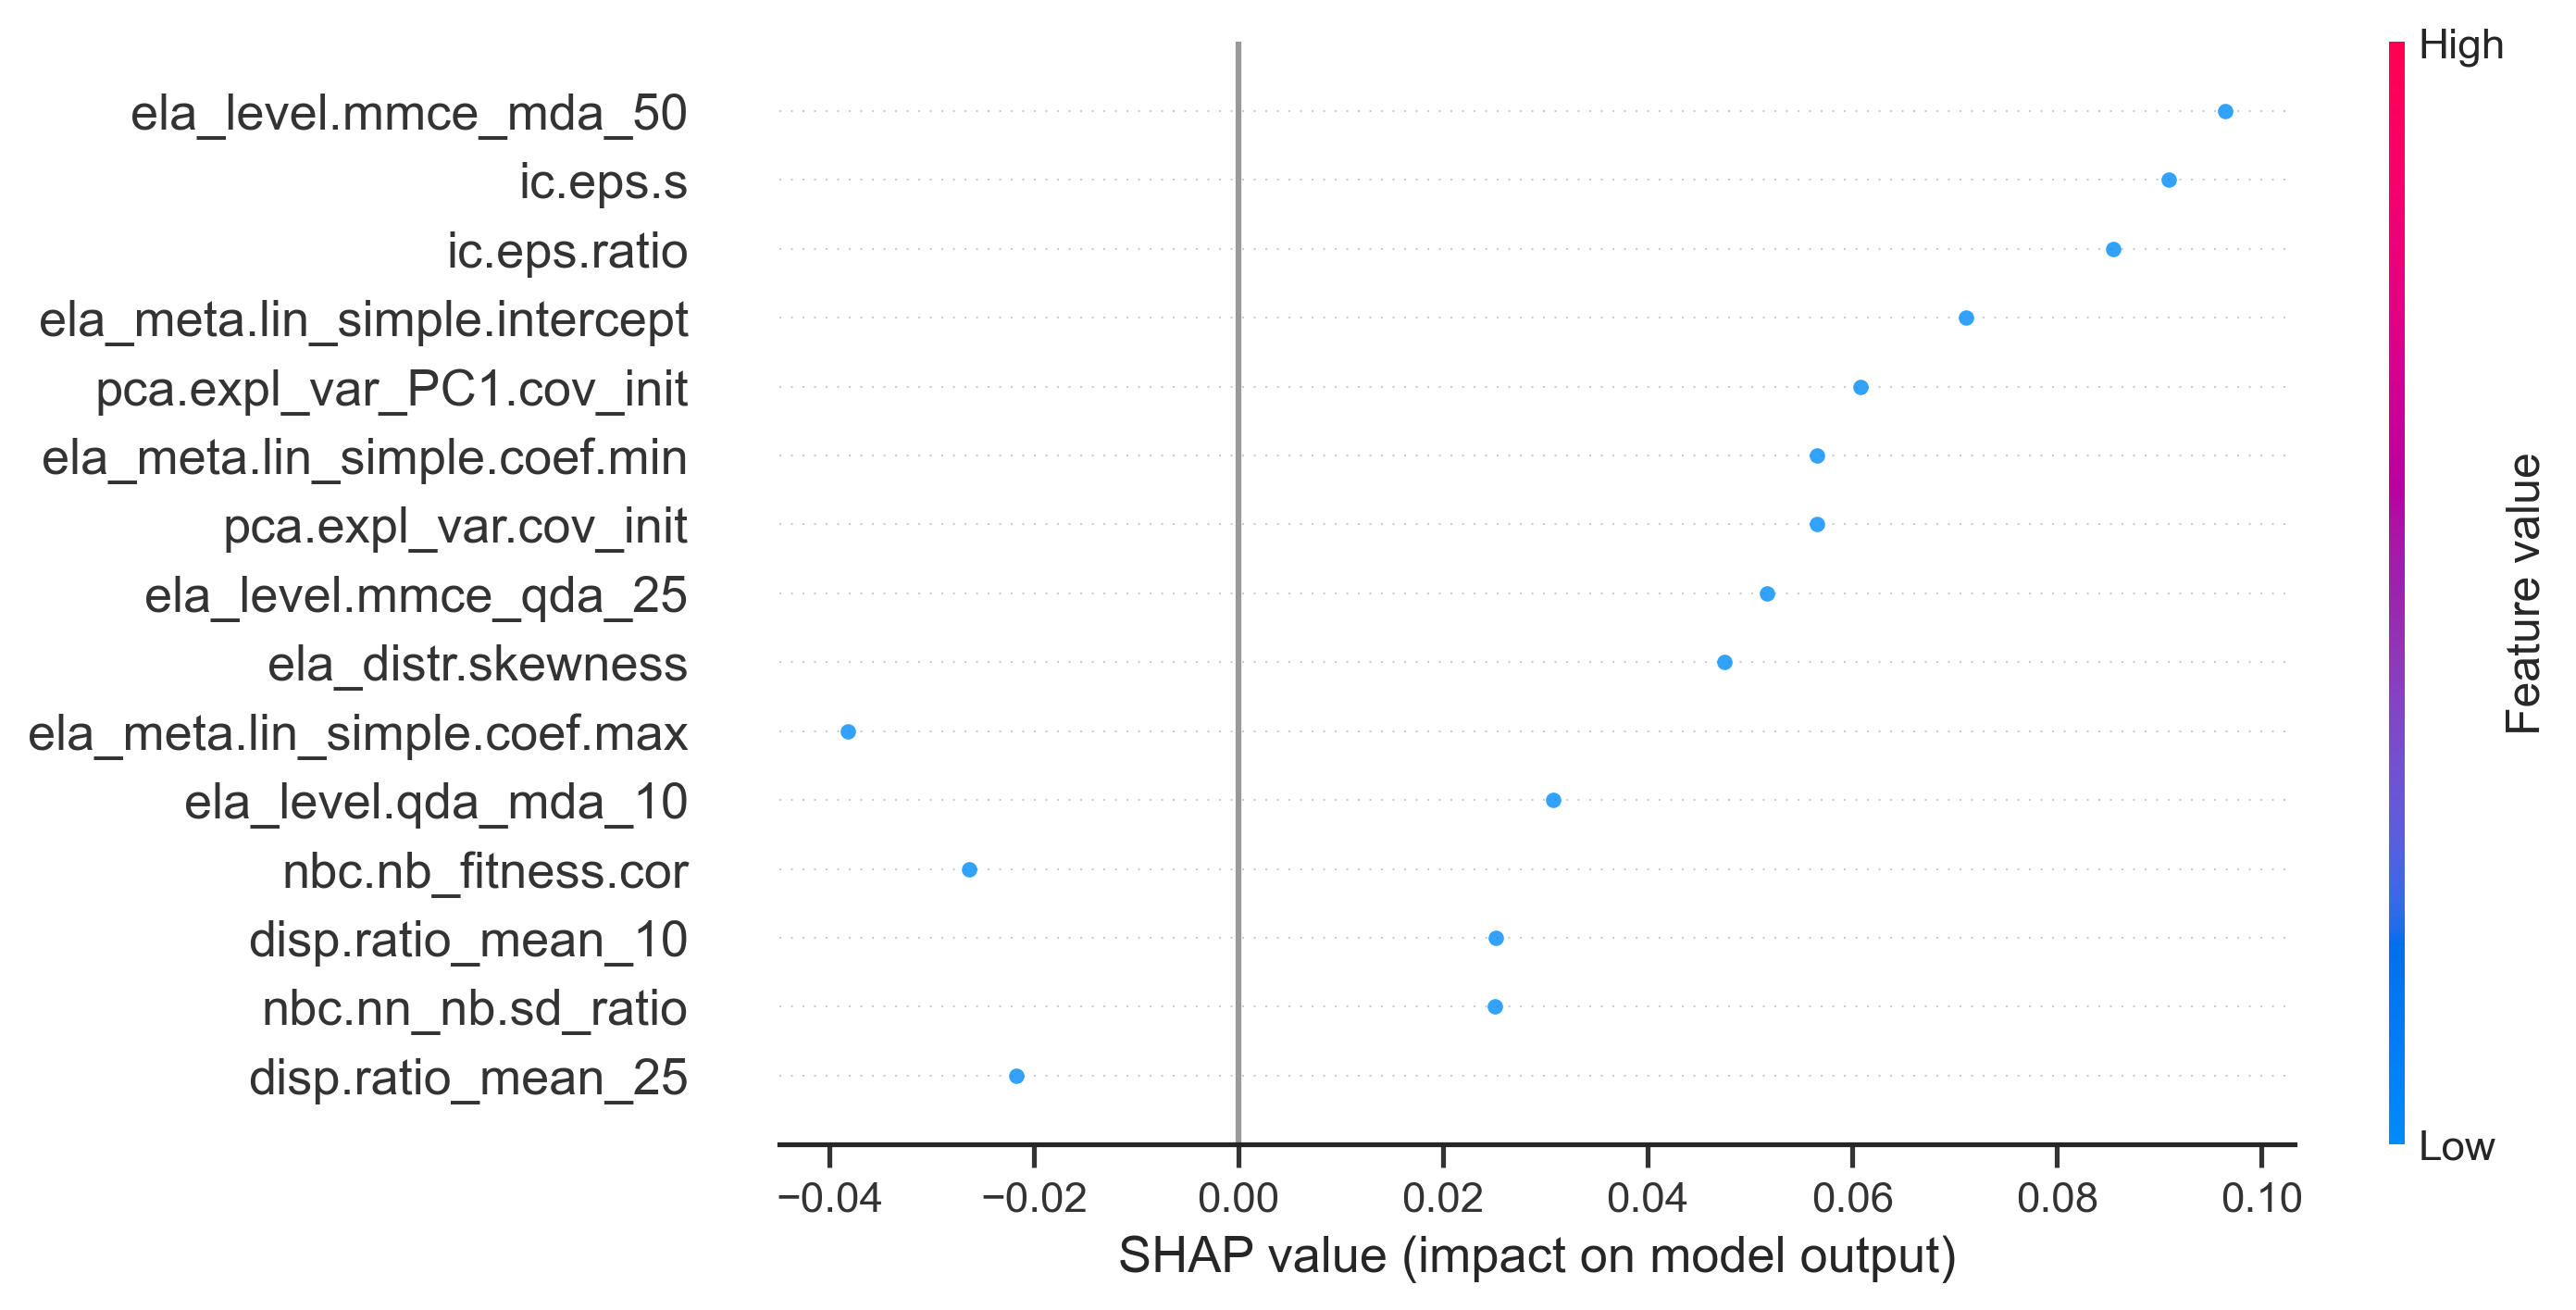 High
ela_level.mmce_mda_50
ic.eps.s
ic.eps.ratio
ela_meta.lin_simple.intercept
pca.expl_var_PC1.cov_init
ela_meta.lin_simple.coef.min
pca.expl_var.cov_init
ela_level.mmce_qda_25
ela_distr.skewness
ela_meta.lin_simple.coef.max
ela_level.qda_mda_10
nbc.nb_fitness.cor
disp.ratio_mean_10
nbc.nn_nb.sd_ratio
disp.ratio_mean_25
Feature value
Low
−0.04 −0.02 0.00 0.02 0.04 0.06 0.08 0.10
SHAP value (impact on model output)